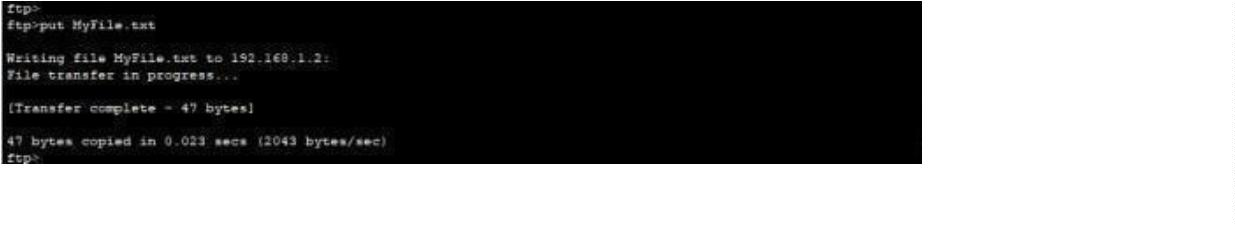 ftp>
ftp>put MyFile.txt
Writing file MyFile.txt to 192.168.1.2:
File transfer in progress...
[Transfer complete - 47 bytes]
47 bytes copied in 0.023 secs (2043 bytes/sec)
ftp>